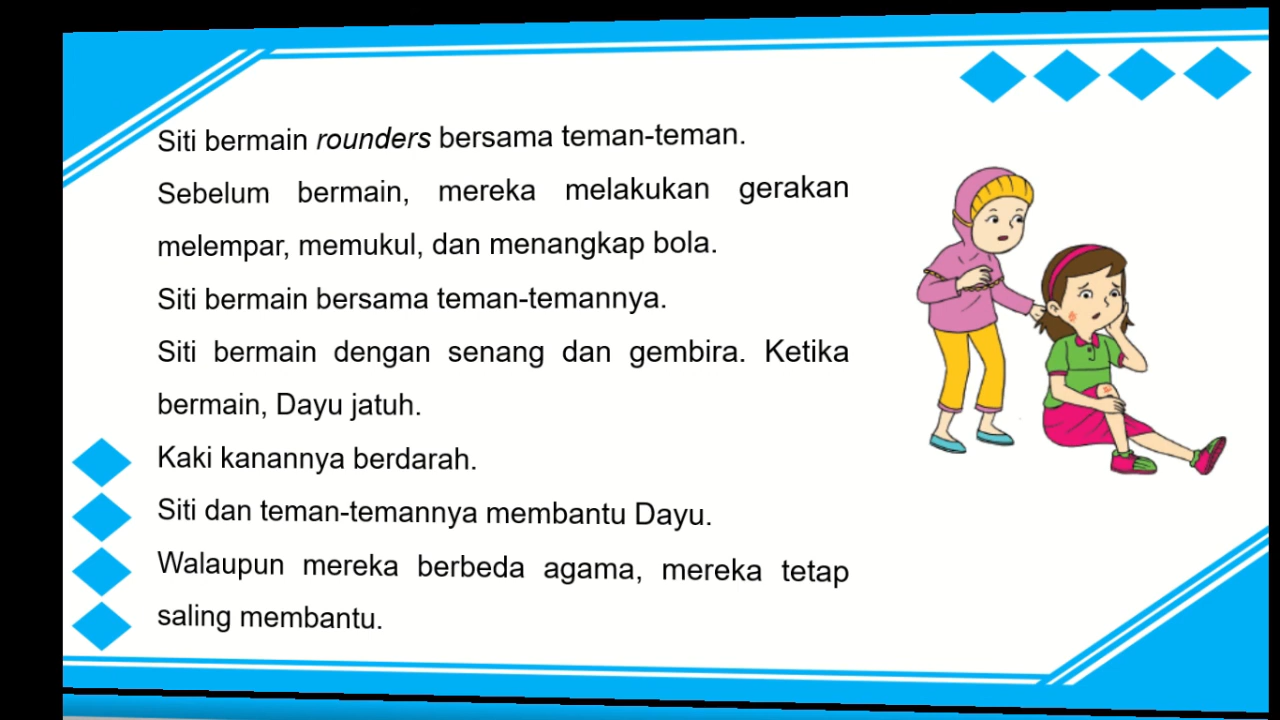 Siti bermain rounders bersama teman-teman.
Sebelum bermain, mereka melakukan gerakan
melempar, memukul, dan menangkap bola.
Siti bermain bersama teman-temannya.
Siti bermain dengan senang dan gembira. Ketika
bermain, Dayu jatuh.
Kaki kanannya berdarah.
Siti dan teman-temannya membantu Dayu.
Walaupun mereka berbeda agama, mereka tetap
saling membantu.